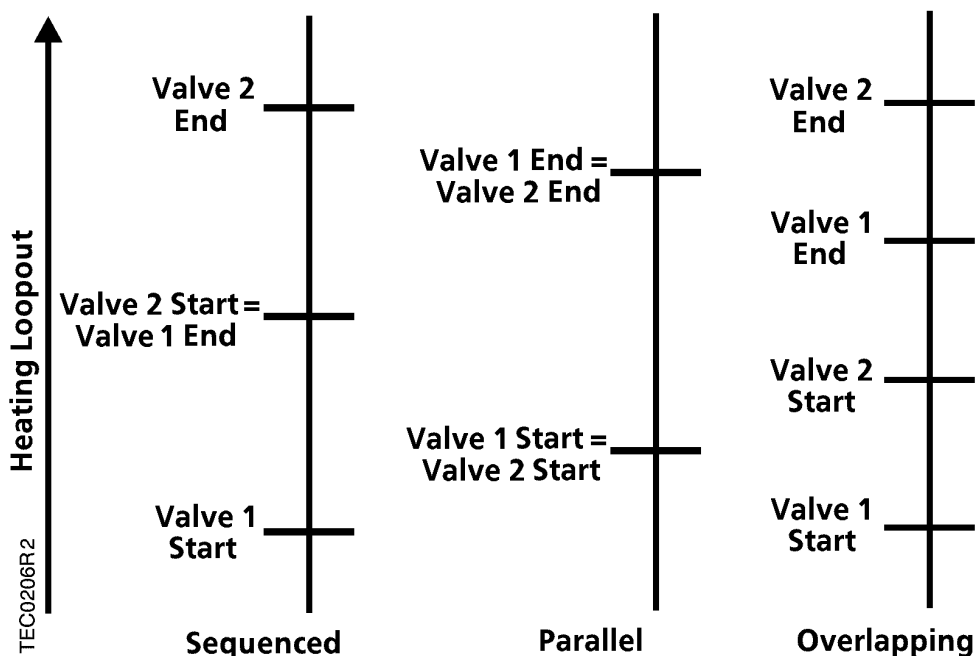 Heating Loopout
TEC0206R2
Valve 2
End
Valve 2 Start =
Valve 1 End
Valve 1
Start
Sequenced
Valve 1 End =
Valve 2 End
Valve 1 Start =
Valve 2 Start
Parallel
Valve 2
End
Valve 1
End
Valve 2
Start
Valve 1
Start
Overlapping